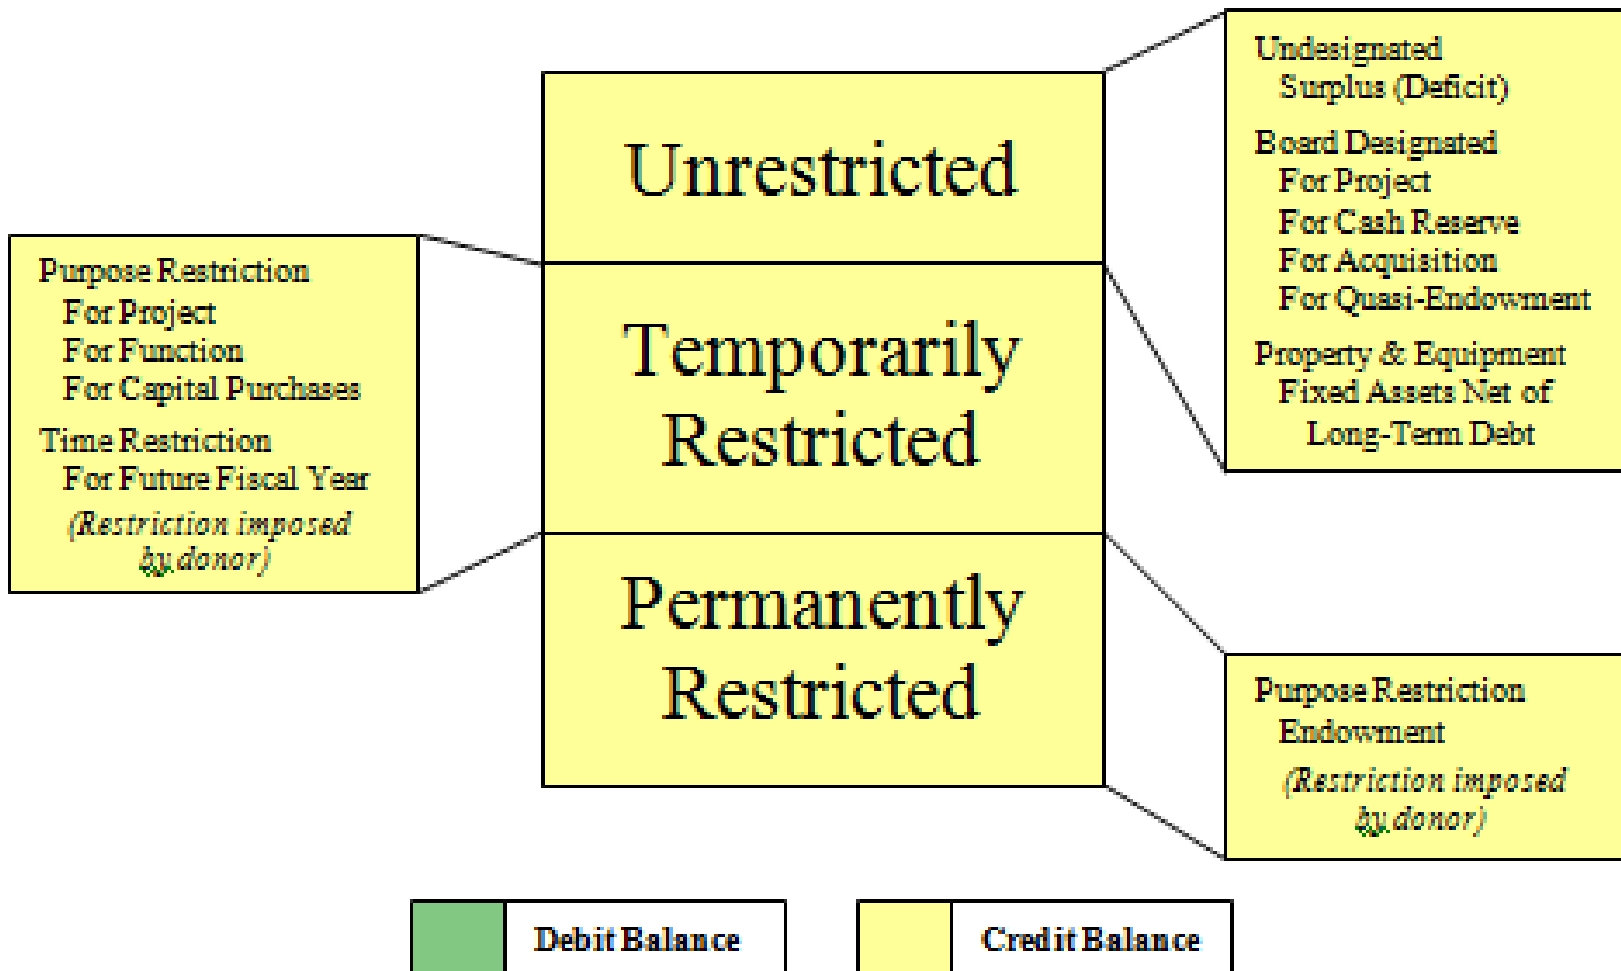 Unrestricted
Temporarily
Restricted
Permanently
Restricted
Purpose Restriction
For Project
For Function
For Capital Purchases
Time Restriction
For Future Fiscal Year
(Restriction imposed
by donor)
Undesignated
Surplus (Deficit)
Board Designated
For Project
For Cash Reserve
For Acquisition
For Quasi-Endowment
Property & Equipment
Fixed Assets Net of
Long-Term Debt
Purpose Restriction
Endowment
(Restriction imposed
by donor)
Debit Balance
Credit Balance